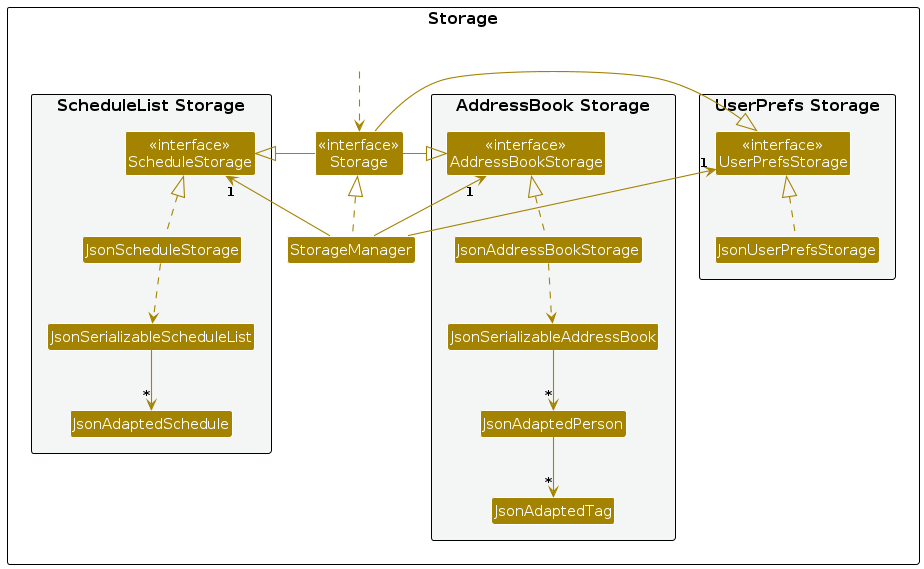 Storage
ScheduleList Storage
AddressBook Storage
UserPrefs Storage
«interface»
ScheduleStorage
«interface»
Storage
«interface»
AddressBookStorage
«interface»
UserPrefsStorage
1
1
1
JsonScheduleStorage
StorageManager
JsonAddressBookStorage
JsonUserPrefsStorage
JsonSerializableScheduleList
JsonSerializableAddressBook
*
*
JsonAdaptedSchedule
JsonAdaptedPerson
*
JsonAdaptedTag